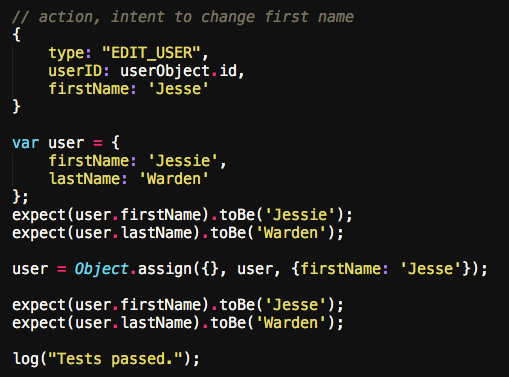 // action, intent to change first name
{
    type: "EDIT_USER",
    userID: userObject.id,
    firstName: 'Jesse'
}
var user = {
    firstName: 'Jessie',
    lastName: 'Warden'
};
expect(user.firstName).toBe('Jessie');
expect(user.lastName).toBe('Warden');
user = Object.assign({}, user, {firstName: 'Jesse'});
expect(user.firstName).toBe('Jesse');
expect(user.lastName).toBe('Warden');
log("Tests passed.");